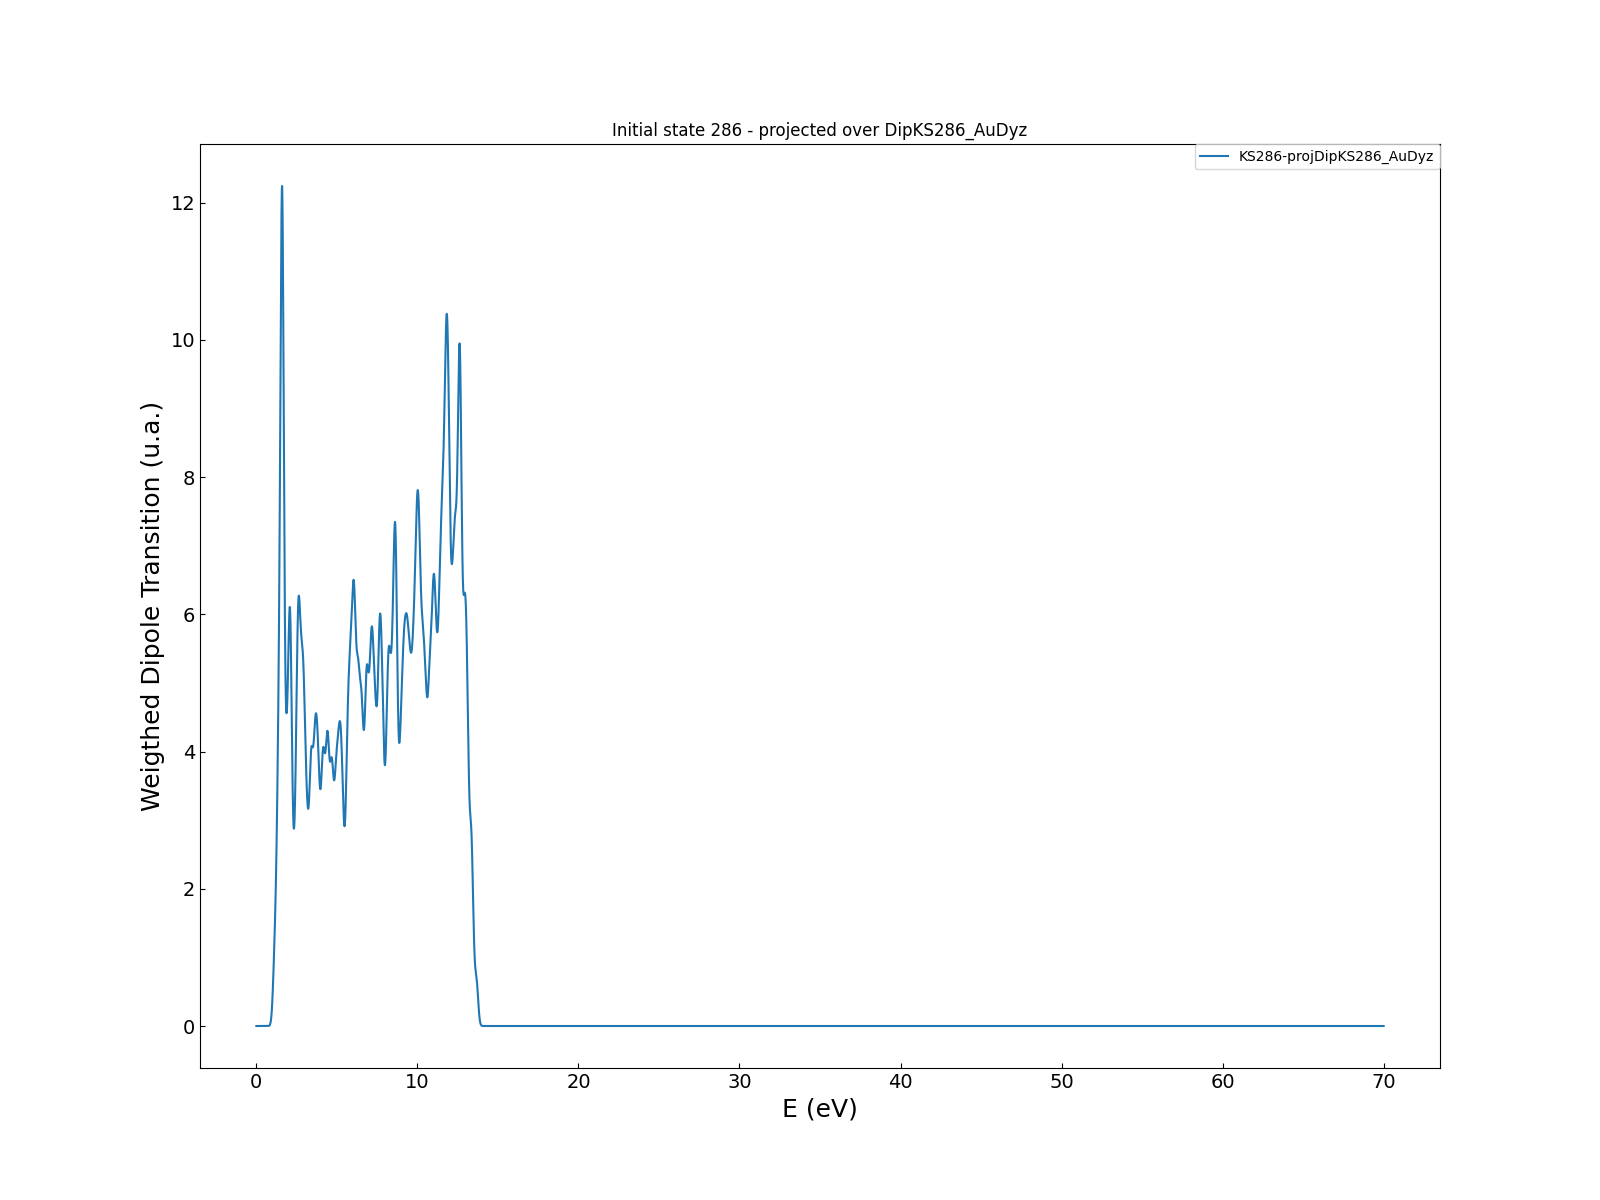 Initial state 286 - projected over DipKS286_AuDyz
KS286-projDipKS286_AuDyz
Weigthed Dipole Transition (u.a.)
12
10
8
6
4
2
0
0 10 20 30 40 50 60 70
E (eV)